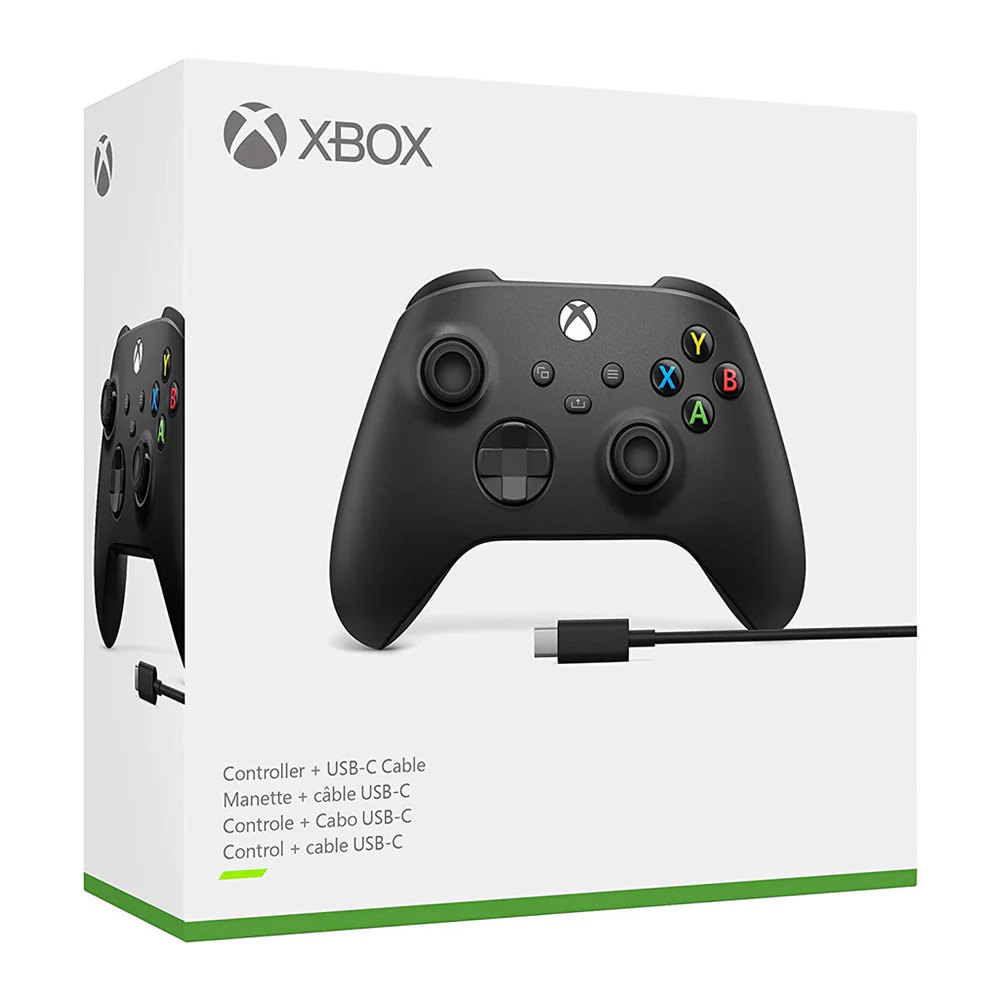 XBOX
Y
X
B
A
Y
X
B
A
Controller + USB-C Cable
Manette + câble USB-C
Controle + Cabo USB-C
Control + cable USB-C